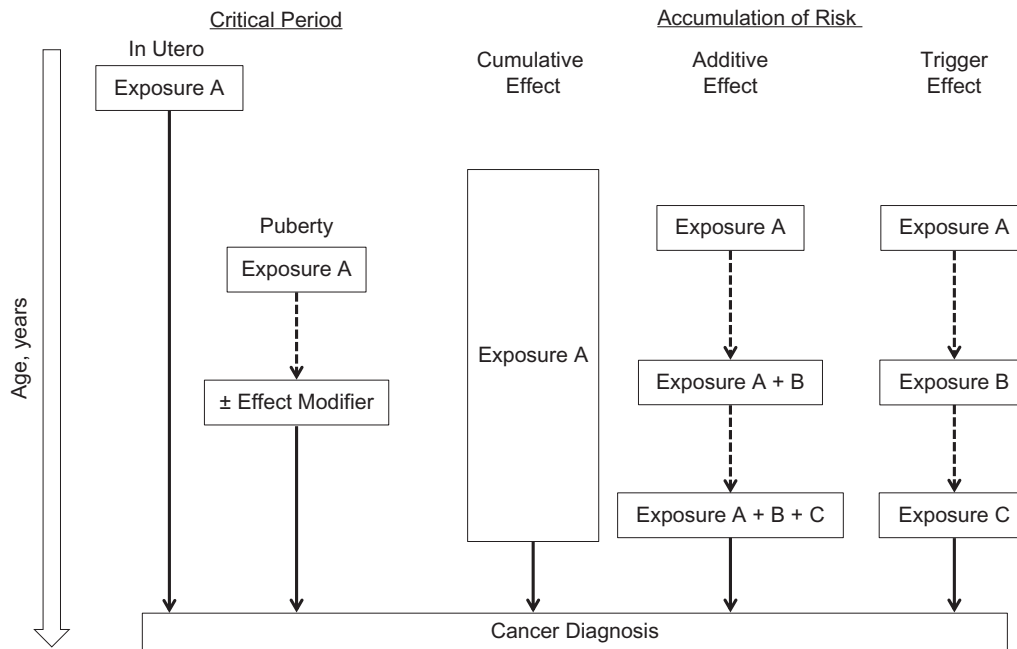 Critical Period
Accumulation of Risk
In Utero
Exposure A
Puberty
Exposure A
± Effect Modifier
Cumulative
Effect
Exposure A
Additive
Effect
Exposure A
Exposure A + B
Exposure A + B + C
Trigger
Effect
Exposure A
Exposure B
Exposure C
Age, years
Cancer Diagnosis